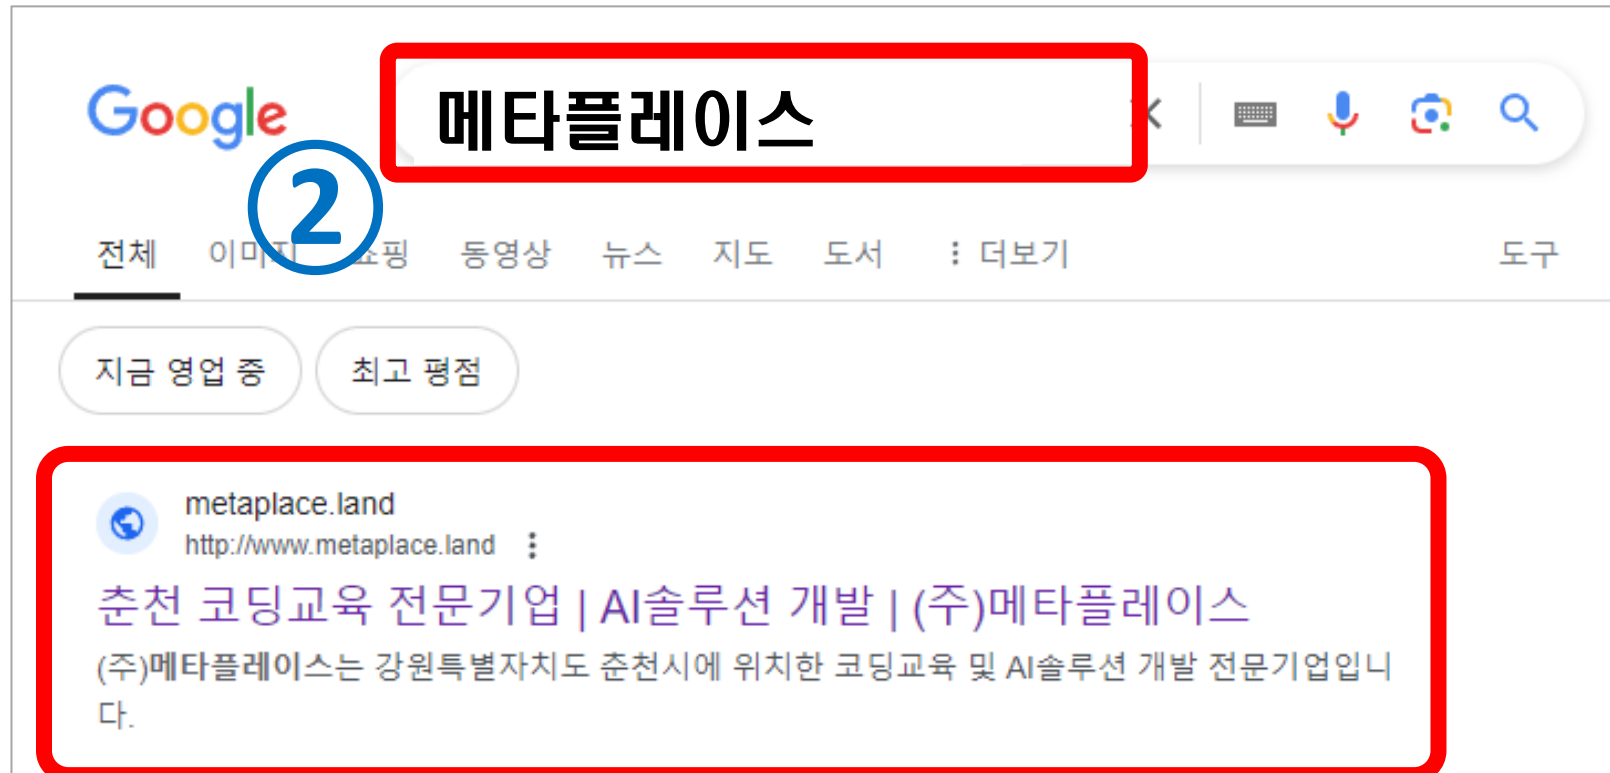 Google
메타플레이스
②
전체 이미지 쇼핑 동영상 뉴스 지도 도서 더보기 도구
지금 영업 중 최고 평점
metaplace.land
http://www.metaplace.land
춘천 코딩교육 전문기업 | AI솔루션 개발 | (주)메타플레이스
(주)메타플레이스는 강원특별자치도 춘천시에 위치한 코딩교육 및 AI솔루션 개발 전문기업입니
다.